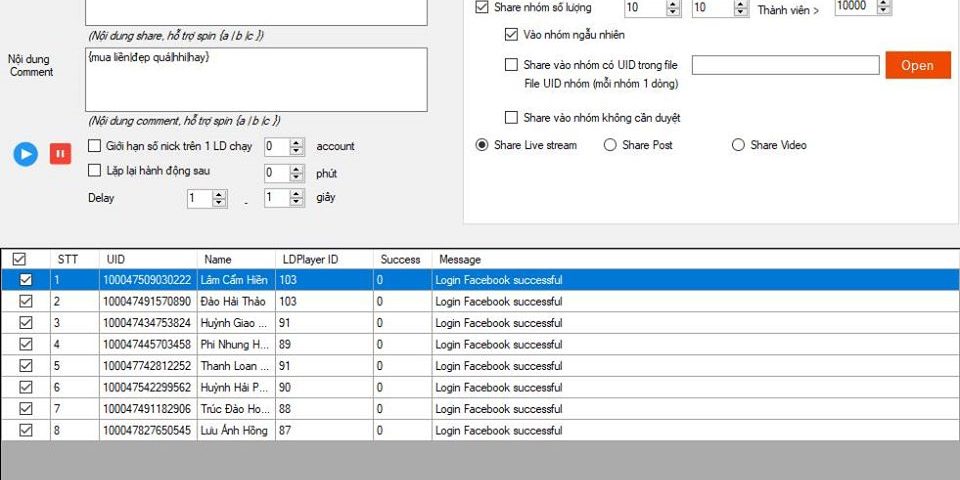 Share nhóm số lượng 10 10 Thành viên > 10000
(Nội dung share, hỗ trợ spin {a | b |c })
Vào nhóm ngẫu nhiên
Nội dung Comment
{mua liền|đẹp quá|hhi|hay}
Share vào nhóm có UID trong file
File UID nhóm (mỗi nhóm 1 dòng)
Open
(Nội dung comment, hỗ trợ spin {a | b |c })
Share vào nhóm không cần duyệt
Giới hạn số nick trên 1 LD chạy 0 account
Share Live stream Share Post Share Video
Lặp lại hành động sau 0 phút
Delay 1 - 1 giây
STT UID Name LDPlayer ID Success Message
1 100047509030222 Lâm Cẩm Hiền 103 0 Login Facebook successful
2 100047491570890 Đào Hải Thảo 103 0 Login Facebook successful
3 100047434753824 Huỳnh Giao ... 91 0 Login Facebook successful
4 100047445703458 Phi Nhung H... 89 0 Login Facebook successful
5 100047742812252 Thanh Loan ... 91 0 Login Facebook successful
6 100047542299562 Huỳnh Hải P... 90 0 Login Facebook successful
7 100047491182906 Trúc Đào Ho... 88 0 Login Facebook successful
8 100047827650545 Lưu Ánh Hồng 87 0 Login Facebook successful